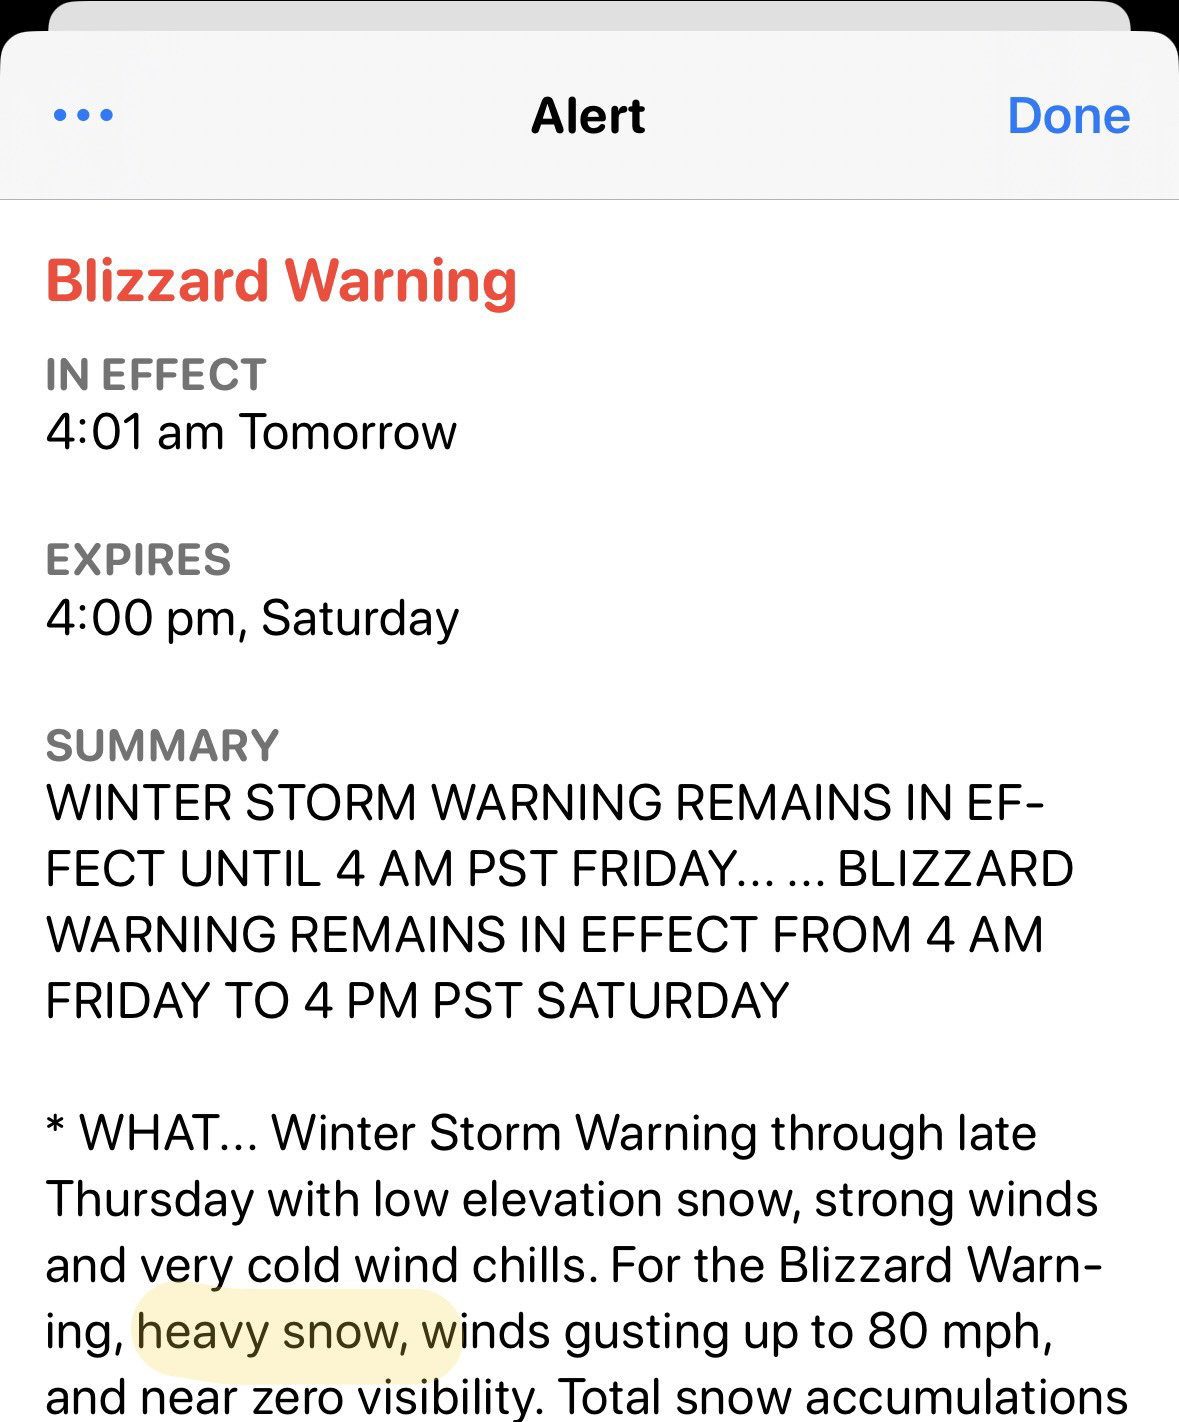 Alert
Done
Blizzard Warning
IN EFFECT
4:01 am Tomorrow
EXPIRES
4:00 pm, Saturday
SUMMARY
WINTER STORM WARNING REMAINS IN EF-
FECT UNTIL 4 AM PST FRIDAY... ... BLIZZARD
WARNING REMAINS IN EFFECT FROM 4 AM
FRIDAY TO 4 PM PST SATURDAY
* WHAT... Winter Storm Warning through late
Thursday with low elevation snow, strong winds
and very cold wind chills. For the Blizzard Warn-
ing, heavy snow, winds gusting up to 80 mph,
and near zero visibility. Total snow accumulations